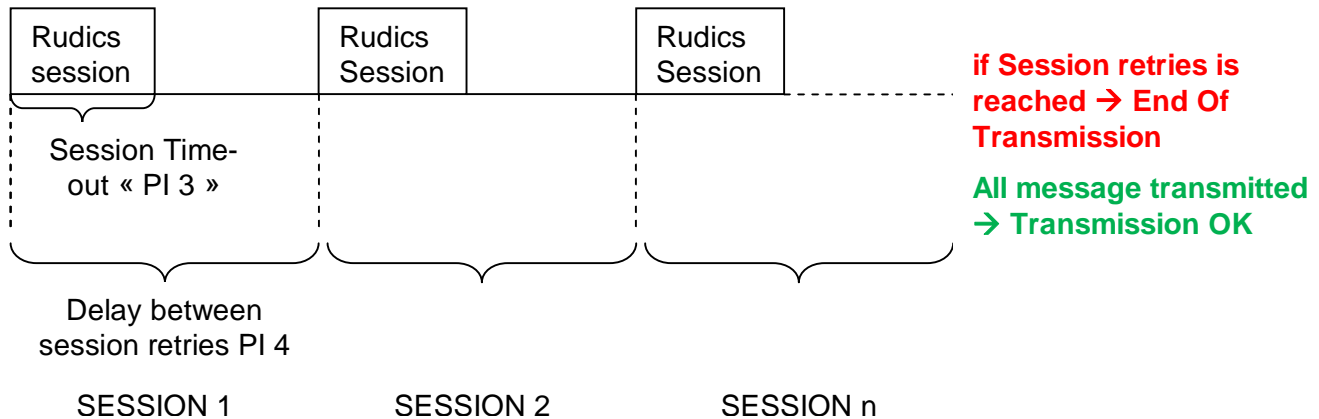 Rudics
session
Rudics
Session
Rudics
Session
if Session retries is
reached → End Of
Transmission
Session Time-
out « PI 3 »
All message transmitted
→ Transmission OK
Delay between
session retries PI 4
SESSION 1
SESSION 2
SESSION n